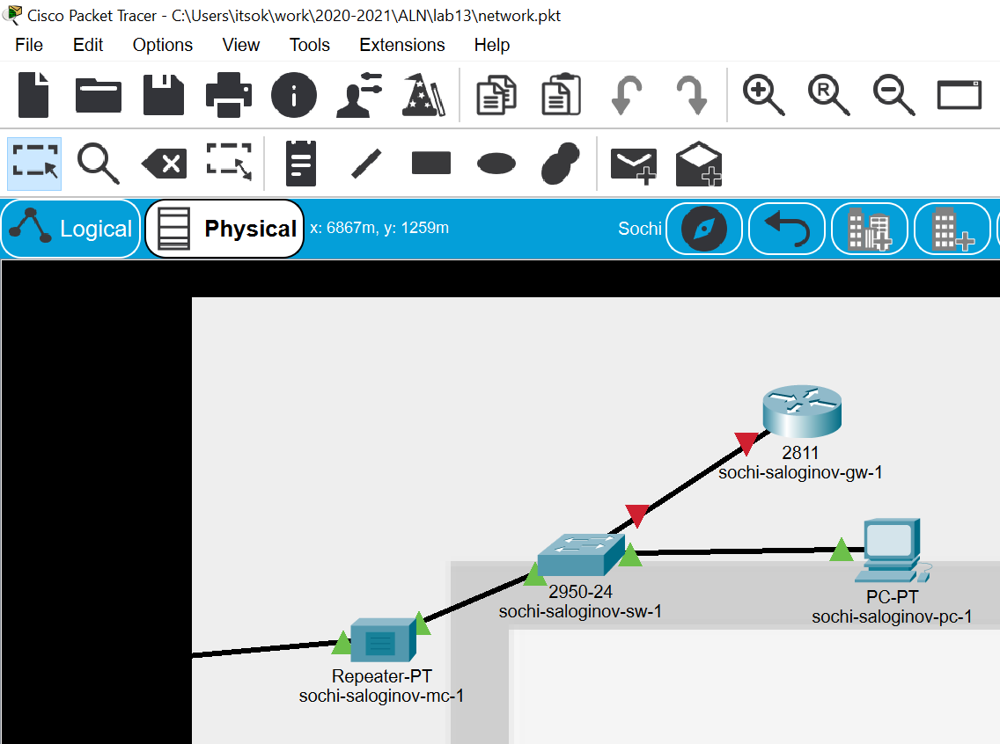 Cisco Packet Tracer - C:\Users\itsok\work\2020-2021\ALN\lab13\network.pkt
File Edit Options View Tools Extensions Help
R
Logical Physical x: 6867m, y: 1259m Sochi
2811
sochi-saloginov-gw-1
2950-24
sochi-saloginov-sw-1
PC-PT
sochi-saloginov-pc-1
Repeater-PT
sochi-saloginov-mc-1